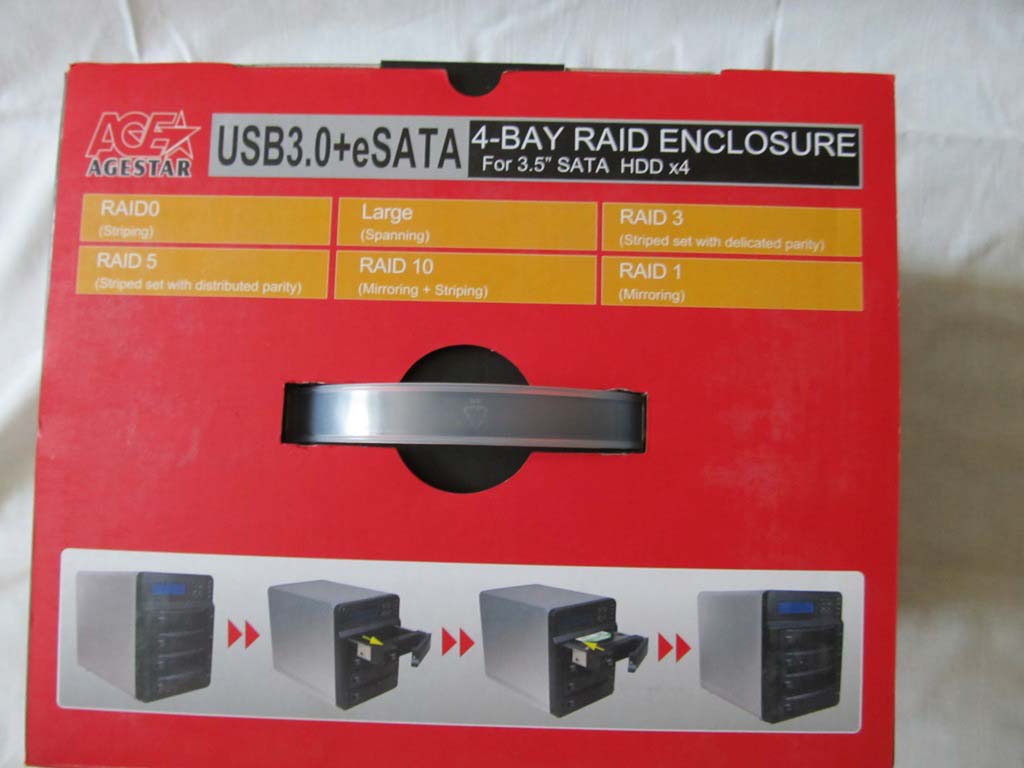 AGE
AGESTAR
USB3.0+eSATA
4-BAY RAID ENCLOSURE
For 3.5" SATA HDD x4
RAID0
(Striping)
Large
(Spanning)
RAID 3
(Striped set with delicated parity)
RAID 5
(Striped set with distributed parity)
RAID 10
(Mirroring + Striping)
RAID 1
(Mirroring)